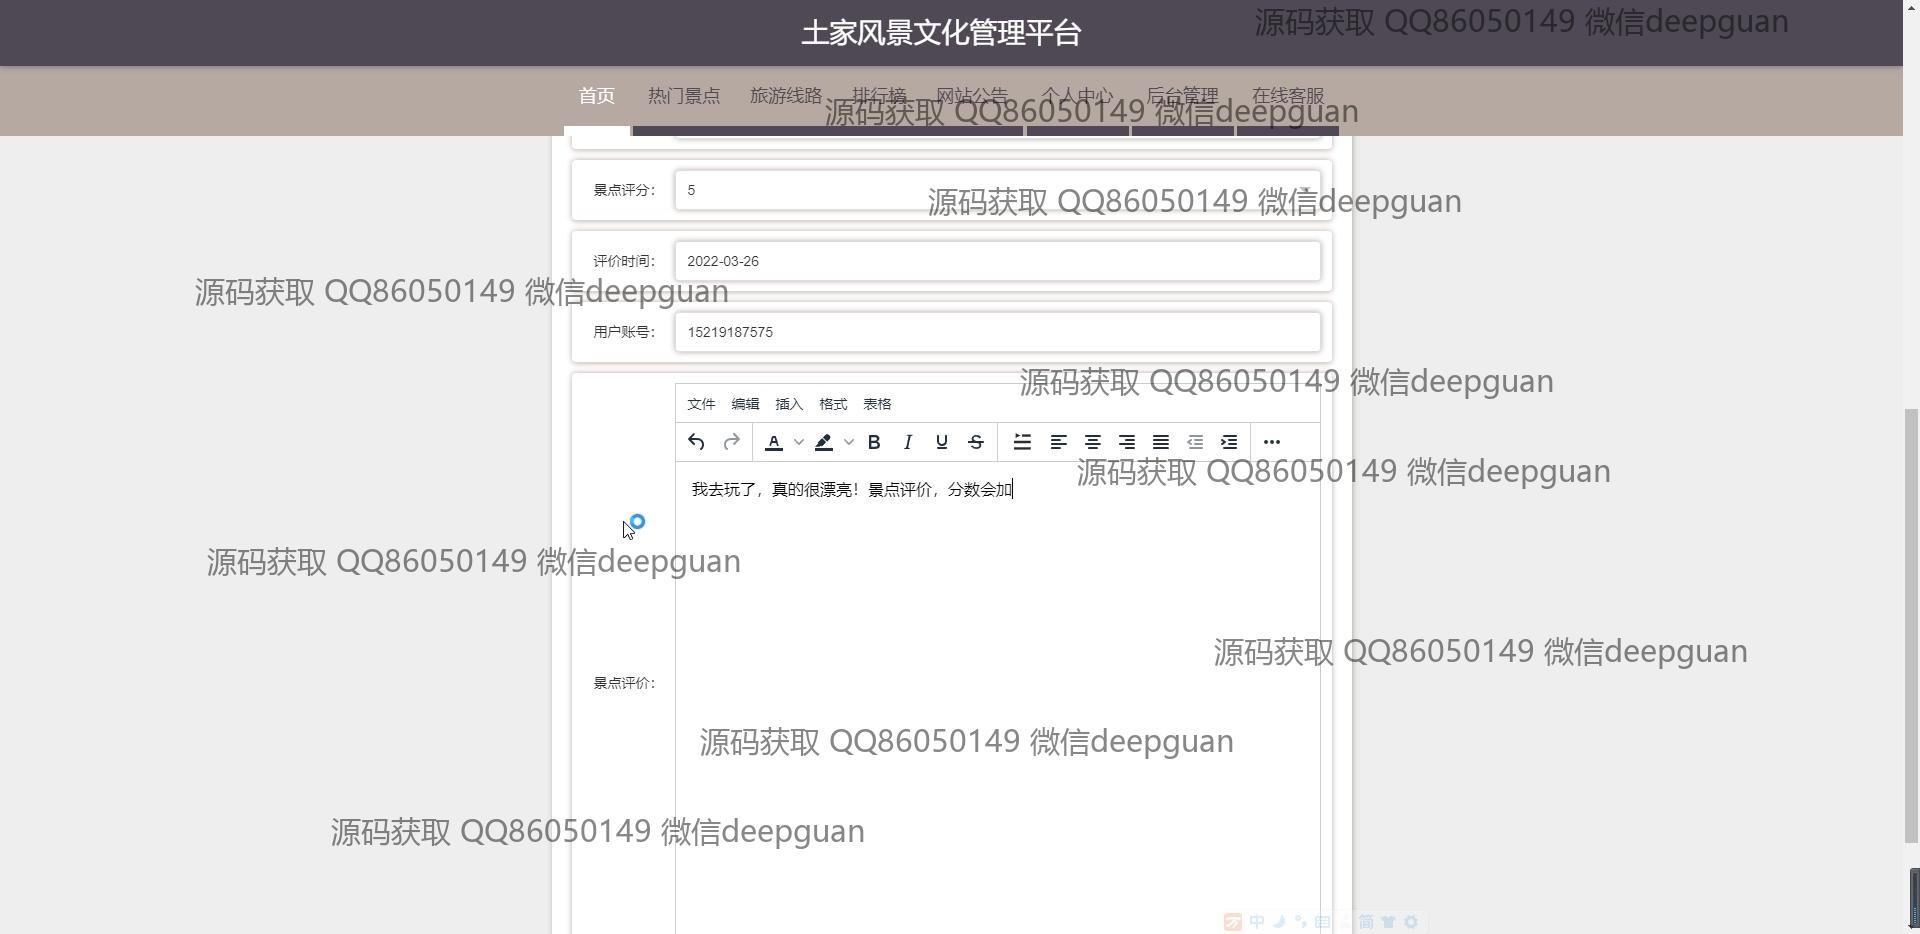 土家风景文化管理平台
源码获取 QQ86050149 微信deepguan
首页 热门景点 旅游线路 排行榜 网站公告 个人中心 后台管理 在线客服
源码获取 QQ86050149 微信deepguan
景点评分： 5
源码获取 QQ86050149 微信deepguan
评价时间： 2022-03-26
源码获取 QQ86050149 微信deepguan
用户账号： 15219187575
源码获取 QQ86050149 微信deepguan
文件 编辑 插入 格式 表格
A B I U S
源码获取 QQ86050149 微信deepguan
我去玩了，真的很漂亮！景点评价，分数会加
源码获取 QQ86050149 微信deepguan
源码获取 QQ86050149 微信deepguan
景点评价：
源码获取 QQ86050149 微信deepguan
源码获取 QQ86050149 微信deepguan
中 简